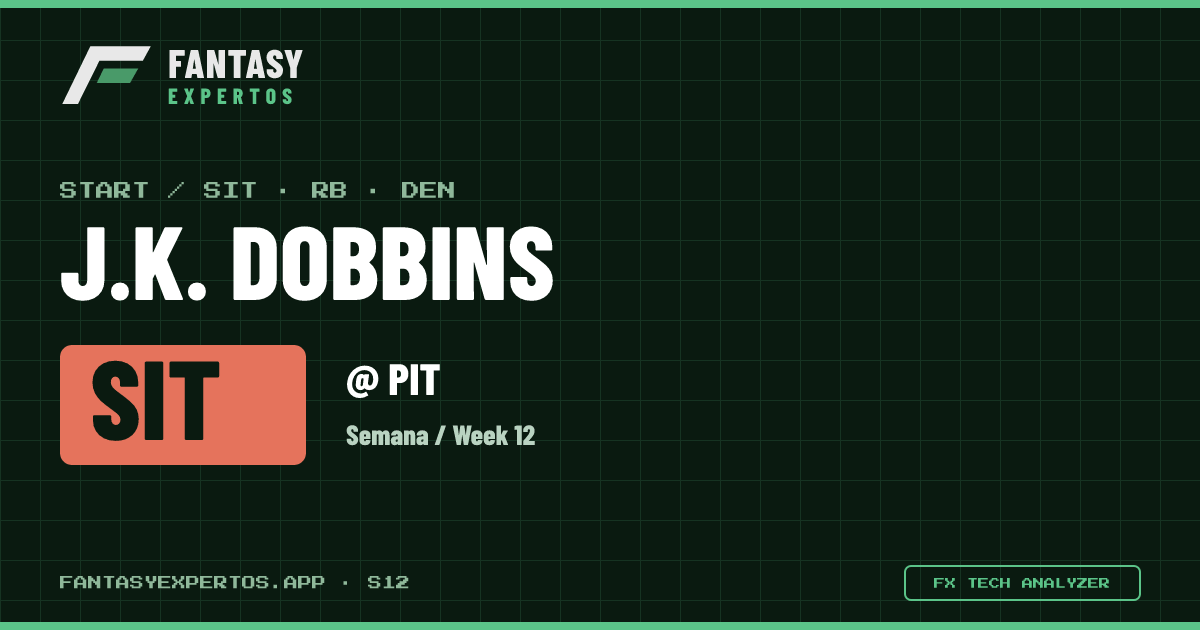 FANTASY
EXPERTOS
START / SIT · RB · DEN
J.K. DOBBINS
SIT
@ PIT
Semana / Week 12
FANTASYEXPERTOS.APP · S12
FX TECH ANALYZER